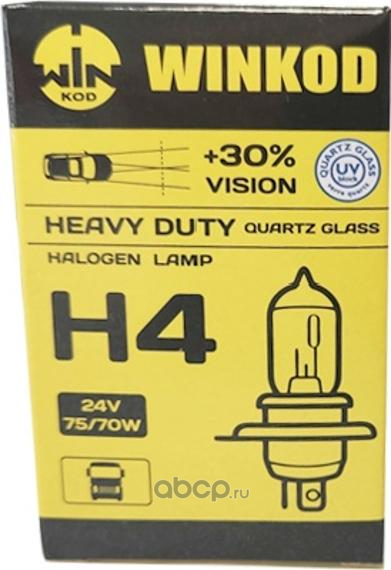 WIN
KOD
WINKOD
+30%
VISION
QUARTZ GLASS
UV
block
HEAVY DUTY QUARTZ GLASS
HALOGEN LAMP
H4
24V
75/70W
abcp.ru